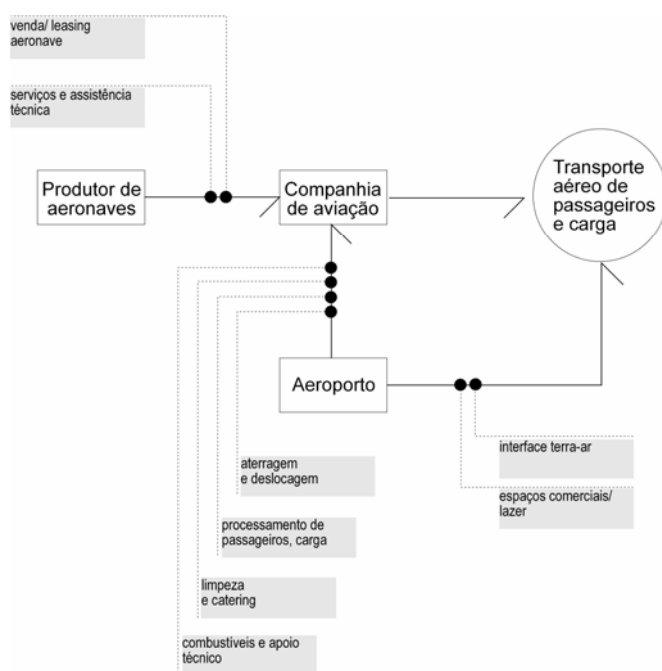 venda/ leasing
aeronave
serviços e assistência
técnica
Produtor de
aeronaves
Companhia
de aviação
Transporte
aéreo de
passageiros
e carga
Aeroporto
interface terra-ar
espaços comerciais/
lazer
aterragem
e deslocagem
processamento de
passageiros, carga
limpeza
e catering
combustíveis e apoio
técnico